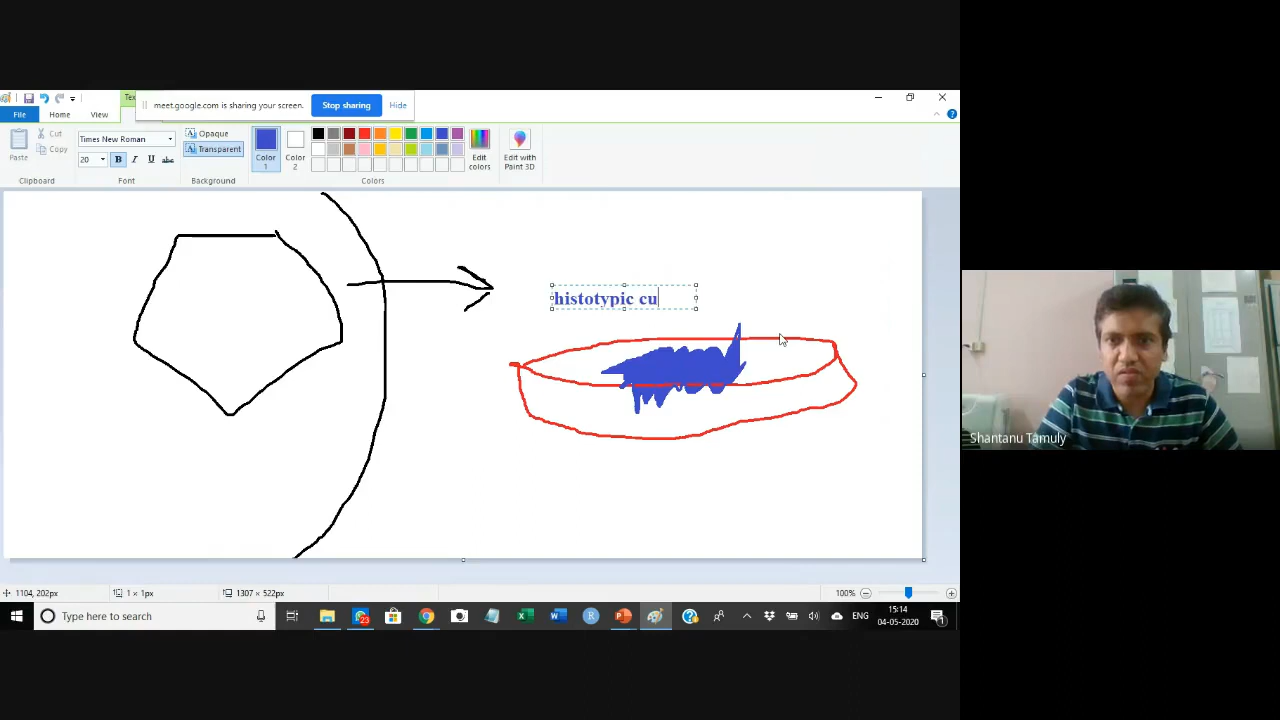 Tex
meet.google.com is sharing your screen.
Stop sharing
Hide
File
Home
View
Paste
Cut
Copy
Clipboard
Times New Roman
20
B
I
U
abc
Font
Opaque
Transparent
Background
Color 1
Color 2
Edit colors
Colors
Edit with Paint 3D
histotypic cu
Shantanu Tamuly
1104, 202px
1 × 1px
1307 × 522px
100%
Type here to search
23
ENG
15:14
04-05-2020
1